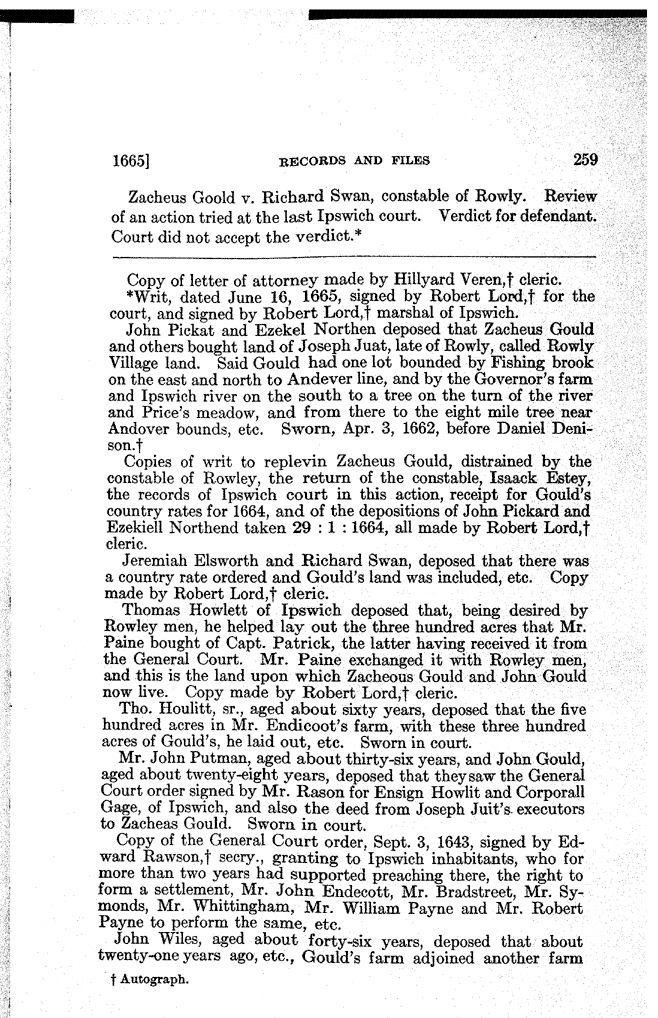 1665] RECORDS AND FILES 259
Zacheus Goold v. Richard Swan, constable of Rowly. Review
of an action tried at the last Ipswich court. Verdict for defendant.
Court did not accept the verdict.*
Copy of letter of attorney made by Hillyard Veren,† cleric.
*Writ, dated June 16, 1665, signed by Robert Lord,† for the
court, and signed by Robert Lord,† marshal of Ipswich.
John Pickat and Ezekel Northen deposed that Zacheus Gould
and others bought land of Joseph Juat, late of Rowly, called Rowly
Village land. Said Gould had one lot bounded by Fishing brook
on the east and north to Andever line, and by the Governor's farm
and Ipswich river on the south to a tree on the turn of the river
and Price's meadow, and from there to the eight mile tree near
Andover bounds, etc. Sworn, Apr. 3, 1662, before Daniel Deni-
son.†
Copies of writ to replevin Zacheus Gould, distrained by the
constable of Rowley, the return of the constable, Isaack Estey,
the records of Ipswich court in this action, receipt for Gould's
country rates for 1664, and of the depositions of John Pickard and
Ezekiell Northend taken 29 : 1 : 1664, all made by Robert Lord,†
cleric.
Jeremiah Elsworth and Richard Swan, deposed that there was
a country rate ordered and Gould's land was included, etc. Copy
made by Robert Lord,† cleric.
Thomas Howlett of Ipswich deposed that, being desired by
Rowley men, he helped lay out the three hundred acres that Mr.
Paine bought of Capt. Patrick, the latter having received it from
the General Court. Mr. Paine exchanged it with Rowley men,
and this is the land upon which Zacheous Gould and John Gould
now live. Copy made by Robert Lord,† cleric.
Tho. Houlitt, sr., aged about sixty years, deposed that the five
hundred acres in Mr. Endicoot's farm, with these three hundred
acres of Gould's, he laid out, etc. Sworn in court.
Mr. John Putman, aged about thirty-six years, and John Gould,
aged about twenty-eight years, deposed that they saw the General
Court order signed by Mr. Rason for Ensign Howlit and Corporall
Gage, of Ipswich, and also the deed from Joseph Juit's executors
to Zacheas Gould. Sworn in court.
Copy of the General Court order, Sept. 3, 1643, signed by Ed-
ward Rawson,† secry., granting to Ipswich inhabitants, who for
more than two years had supported preaching there, the right to
form a settlement, Mr. John Endecott, Mr. Bradstreet, Mr. Sy-
monds, Mr. Whittingham, Mr. William Payne and Mr. Robert
Payne to perform the same, etc.
John Wiles, aged about forty-six years, deposed that about
twenty-one years ago, etc., Gould's farm adjoined another farm
† Autograph.